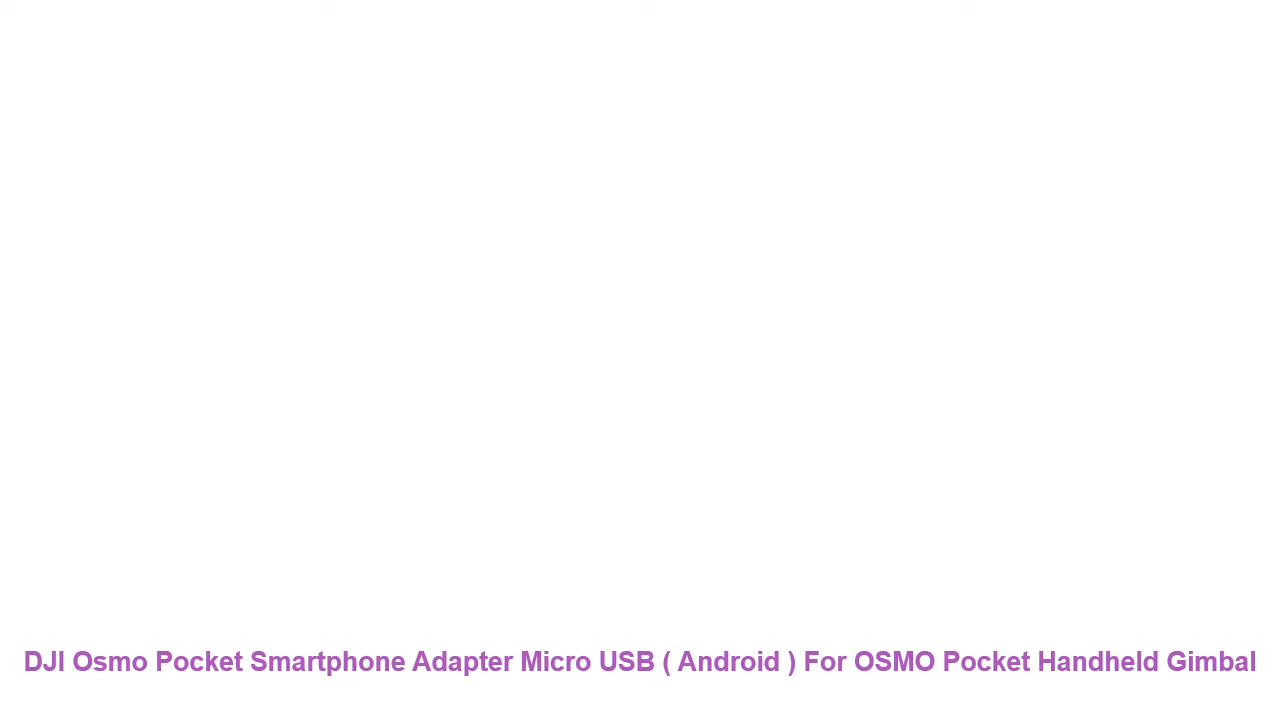 DJI Osmo Pocket Smartphone Adapter Micro USB ( Android ) For OSMO Pocket Handheld Gimbal